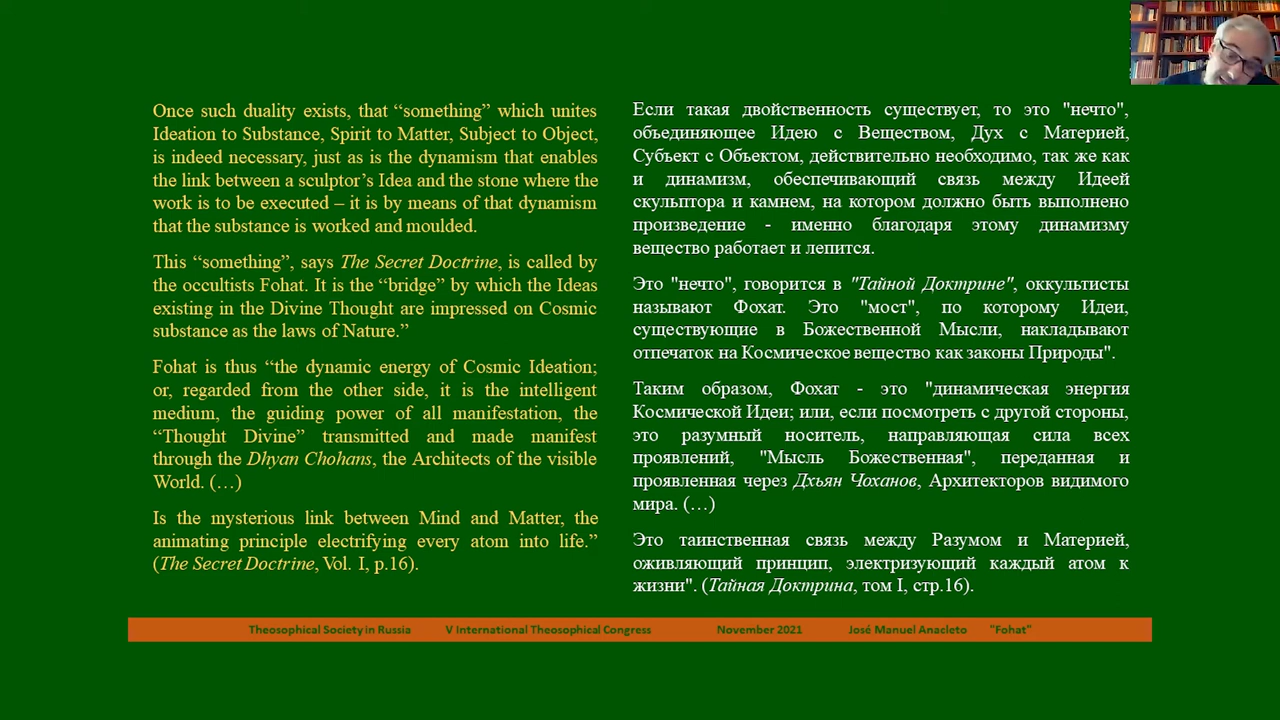 Once such duality exists, that “something” which unites
Ideation to Substance, Spirit to Matter, Subject to Object,
is indeed necessary, just as is the dynamism that enables
the link between a sculptor’s Idea and the stone where the
work is to be executed – it is by means of that dynamism
that the substance is worked and moulded.
This “something”, says The Secret Doctrine, is called by
the occultists Fohat. It is the “bridge” by which the Ideas
existing in the Divine Thought are impressed on Cosmic
substance as the laws of Nature.”
Fohat is thus “the dynamic energy of Cosmic Ideation;
or, regarded from the other side, it is the intelligent
medium, the guiding power of all manifestation, the
“Thought Divine” transmitted and made manifest
through the Dhyan Chohans, the Architects of the visible
World. (…)
Is the mysterious link between Mind and Matter, the
animating principle electrifying every atom into life.”
(The Secret Doctrine, Vol. I, p.16).
Если такая двойственность существует, то это "нечто",
объединяющее Идею с Веществом, Дух с Материей,
Субъект с Объектом, действительно необходимо, так же как
и динамизм, обеспечивающий связь между Идеей
скульптора и камнем, на котором должно быть выполнено
произведение - именно благодаря этому динамизму
вещество работает и лепится.
Это "нечто", говорится в "Тайной Доктрине", оккультисты
называют Фохат. Это "мост", по которому Идеи,
существующие в Божественной Мысли, накладывают
отпечаток на Космическое вещество как законы Природы".
Таким образом, Фохат - это "динамическая энергия
Космической Идеи; или, если посмотреть с другой стороны,
это разумный носитель, направляющая сила всех
проявлений, "Мысль Божественная", переданная и
проявленная через Дхьян Чоханов, Архитекторов видимого
мира. (…)
Это таинственная связь между Разумом и Материей,
оживляющий принцип, электризующий каждый атом к
жизни". (Тайная Доктрина, том I, стр.16).
Theosophical Society in Russia V International Theosophical Congress November 2021 José Manuel Anacleto "Fohat"